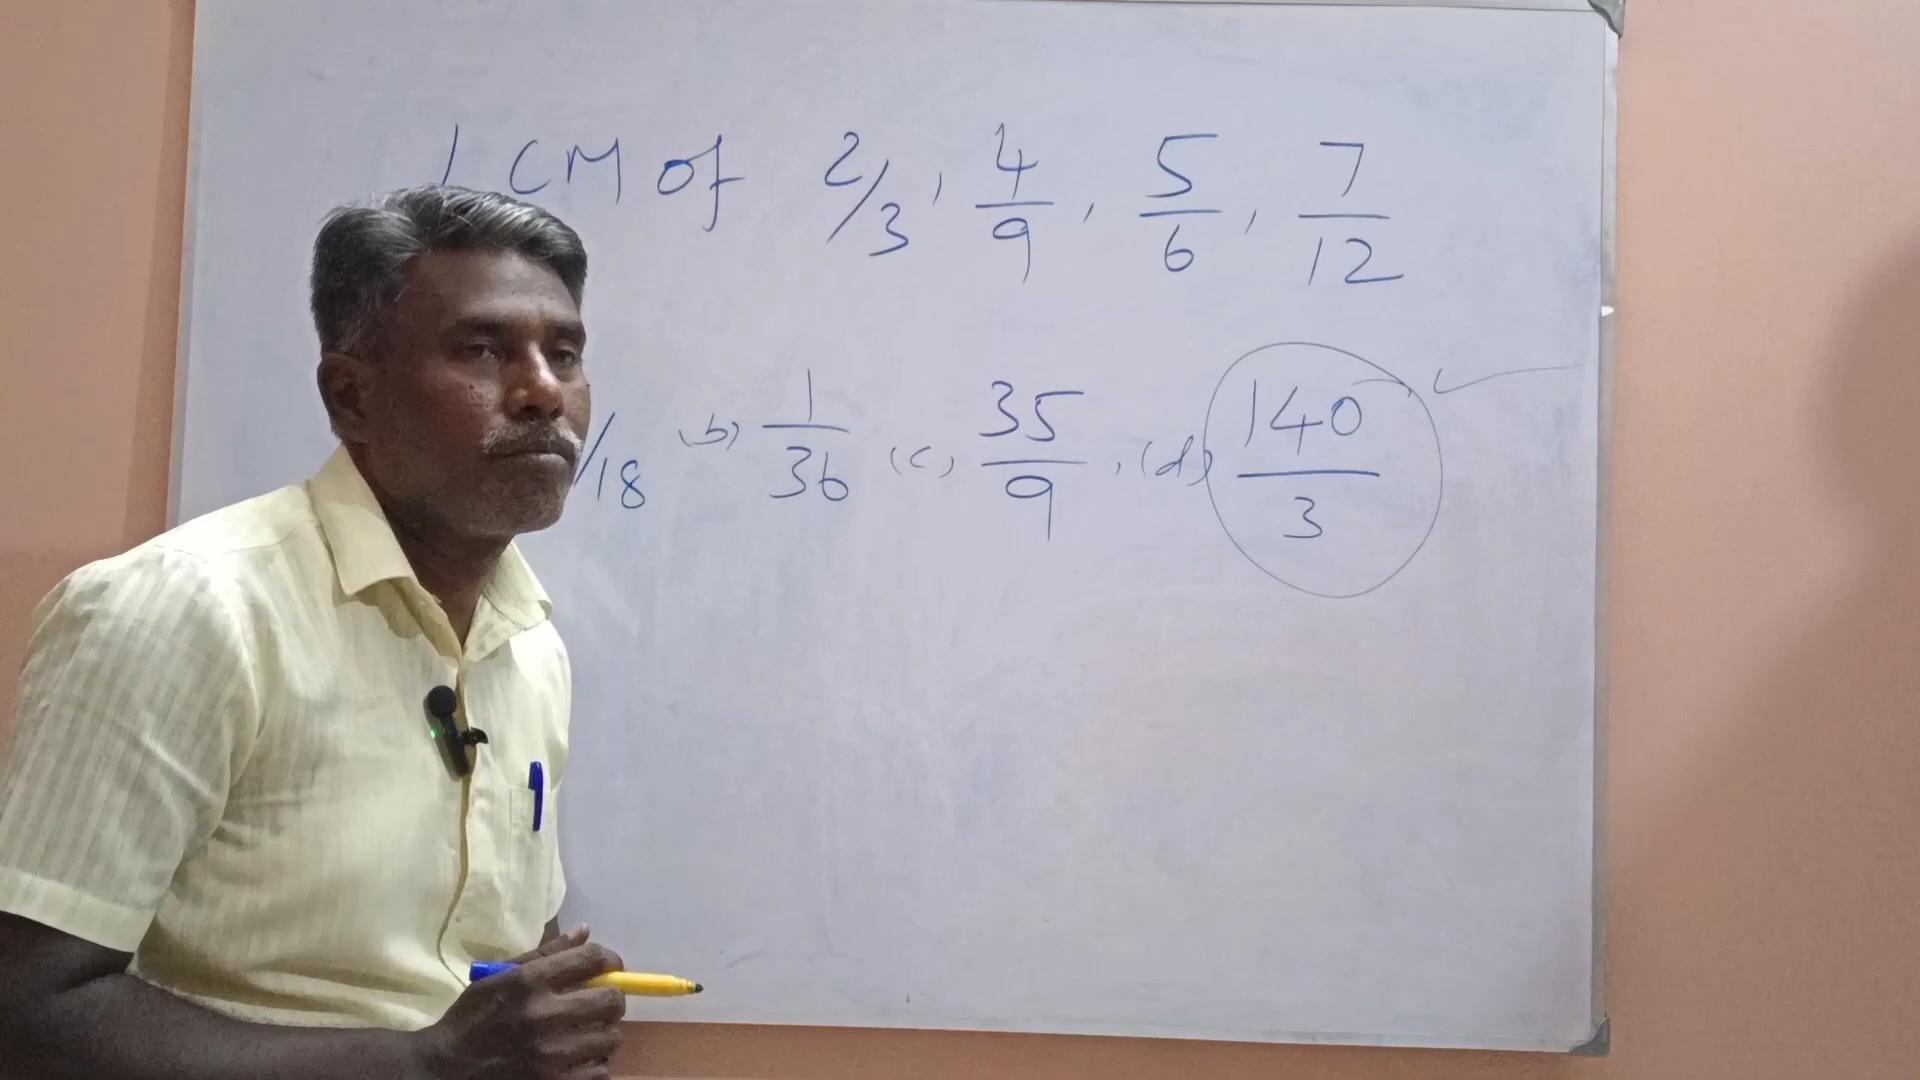 LCM of 2/3, 4/9, 5/6, 7/12
/18 (b) 1/36 (c) 35/9, (d) 140/3